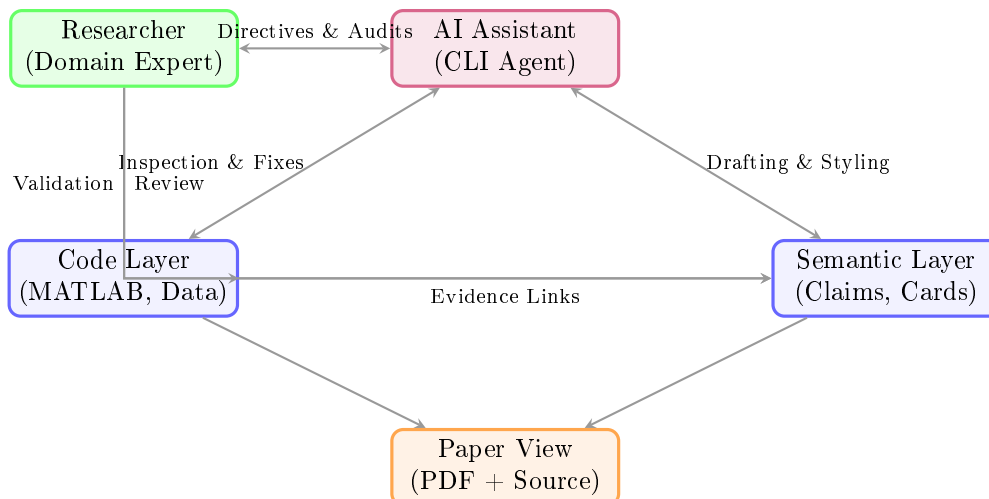 Researcher
(Domain Expert)
Directives & Audits
AI Assistant
(CLI Agent)
Inspection & Fixes
Validation
Review
Drafting & Styling
Code Layer
(MATLAB, Data)
Evidence Links
Semantic Layer
(Claims, Cards)
Paper View
(PDF + Source)